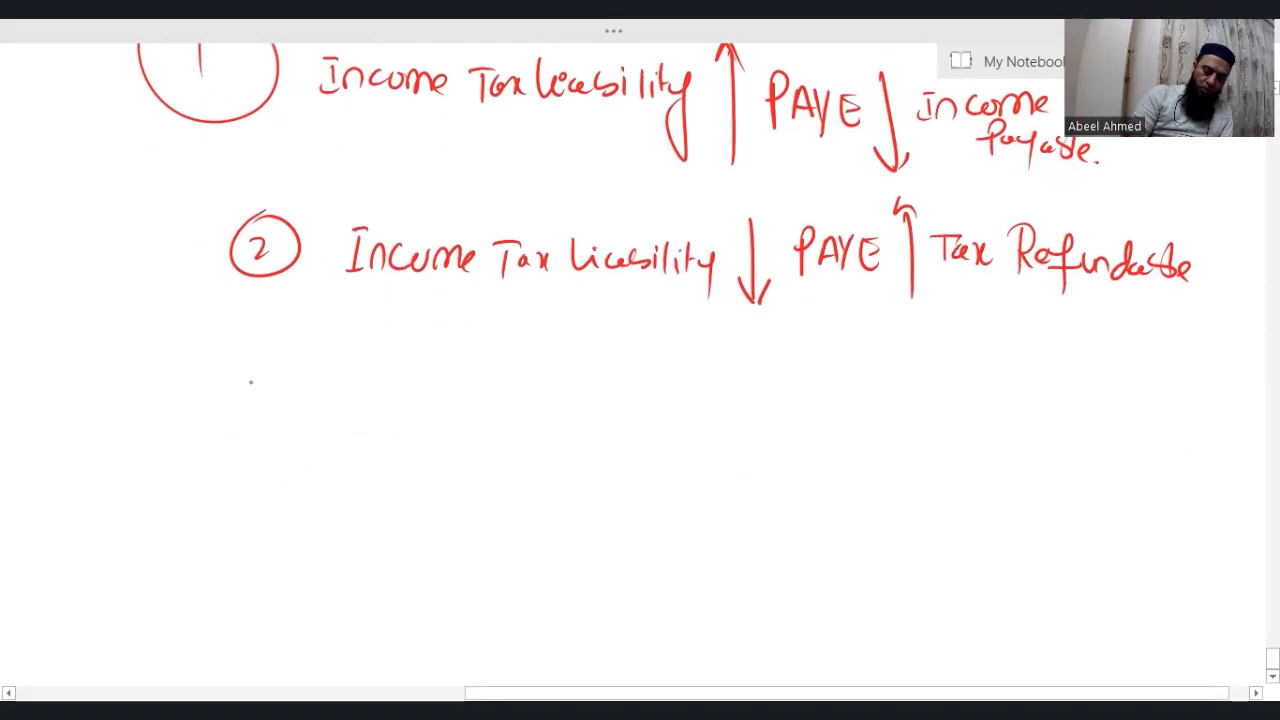 My Notebook
Abeel Ahmed
1 Income Tax Liability ↑ PAYE ↓ Income
Payable.
2 Income Tax Liability ↓ PAYE ↑ Tax Refundable